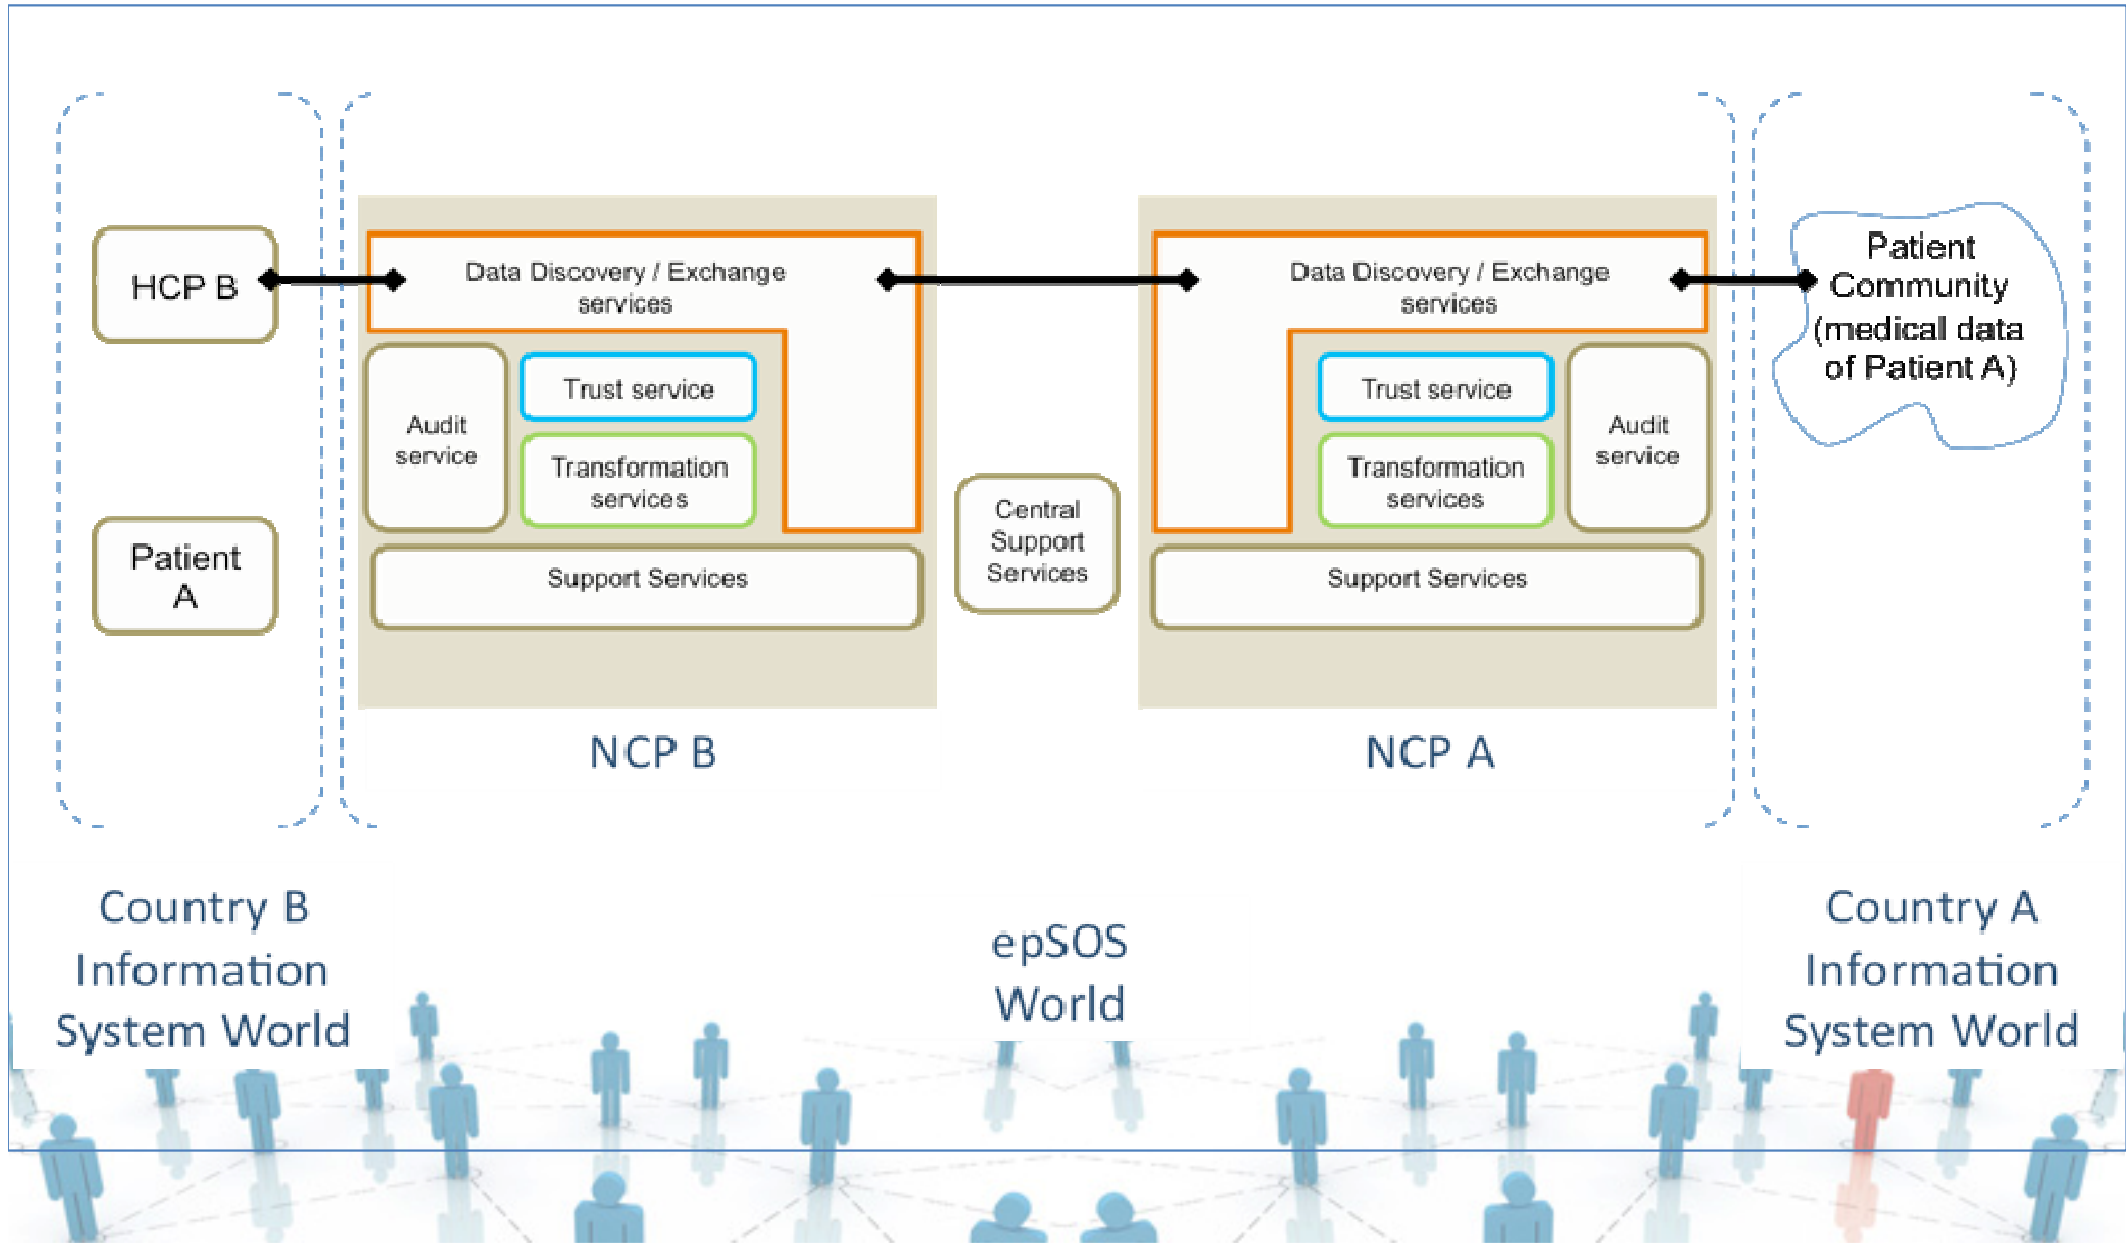 HCP B
Patient
A
Data Discovery / Exchange
services
Audit
service
Trust service
Transformation
services
Support Services
NCP B
Central
Support
Services
Data Discovery / Exchange
services
Trust service
Transformation
services
Audit
service
Support Services
NCP A
Patient
Community
(medical data
of Patient A)
Country B
Information
System World
epSOS
World
Country A
Information
System World